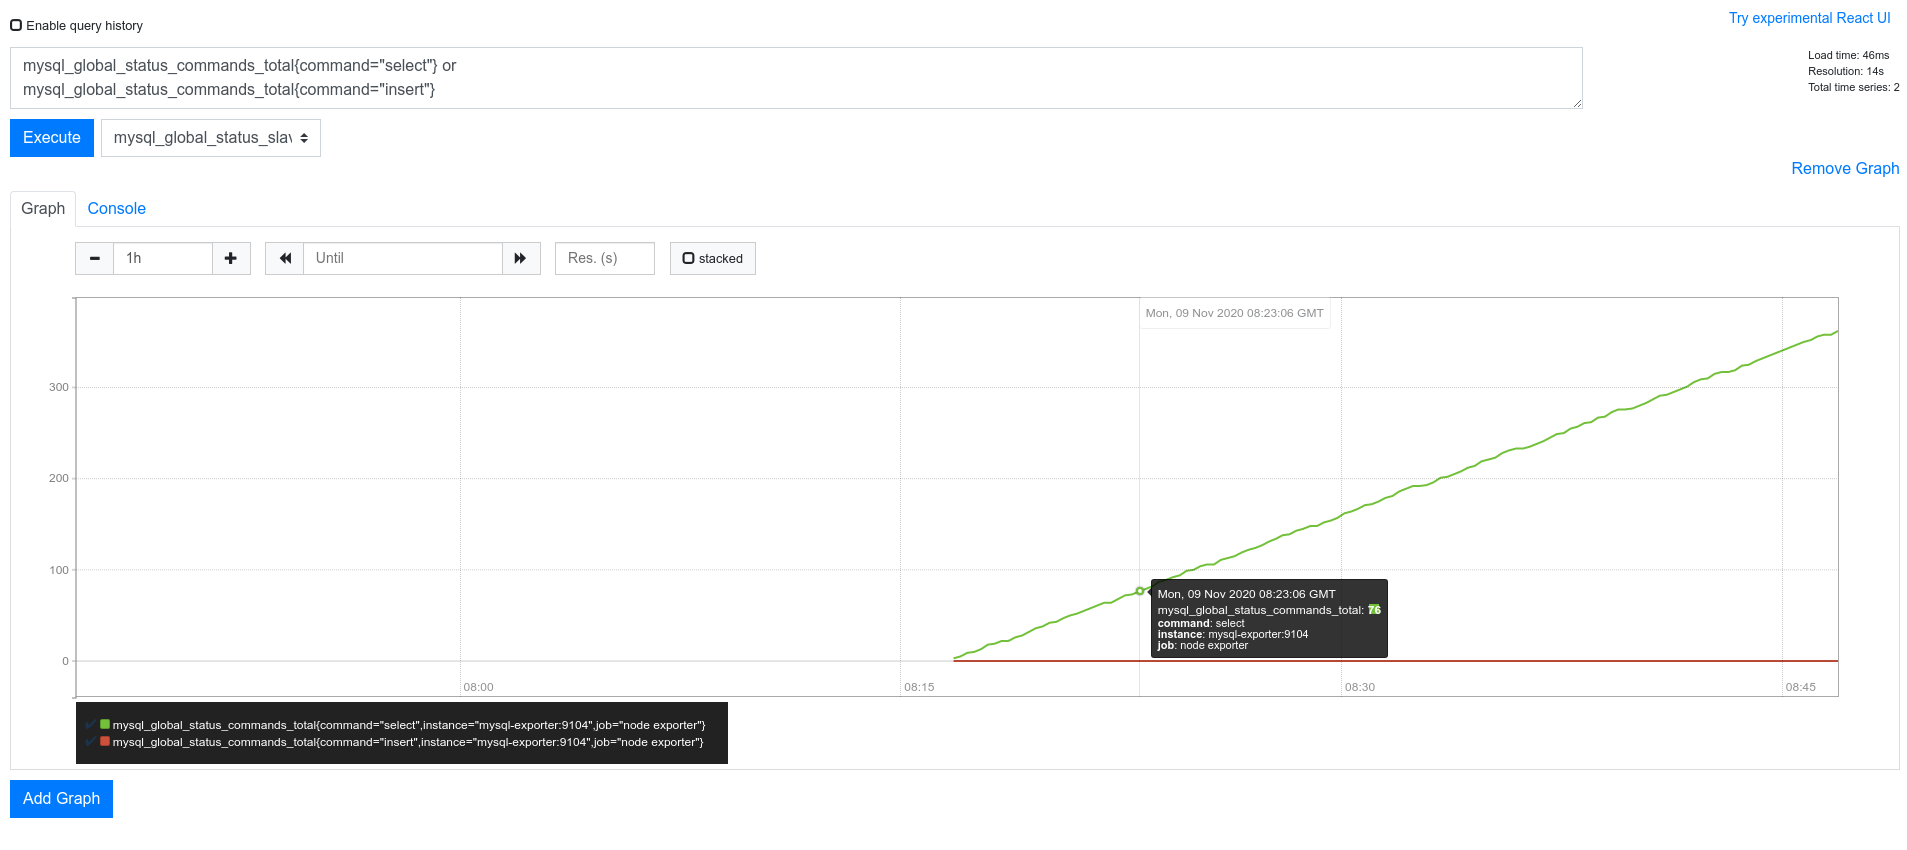 Enable query history
Try experimental React UI
mysql_global_status_commands_total{command="select"} or
mysql_global_status_commands_total{command="insert"}
Load time: 46ms
Resolution: 14s
Total time series: 2
Execute
mysql_global_status_slav
Remove Graph
Graph
Console
1h
Until
Res. (s)
stacked
Mon, 09 Nov 2020 08:23:06 GMT
300
200
100
0
Mon, 09 Nov 2020 08:23:06 GMT
mysql_global_status_commands_total: 76
command: select
instance: mysql-exporter:9104
job: node exporter
08:00
08:15
08:30
08:45
mysql_global_status_commands_total{command="select",instance="mysql-exporter:9104",job="node exporter"}
mysql_global_status_commands_total{command="insert",instance="mysql-exporter:9104",job="node exporter"}
Add Graph